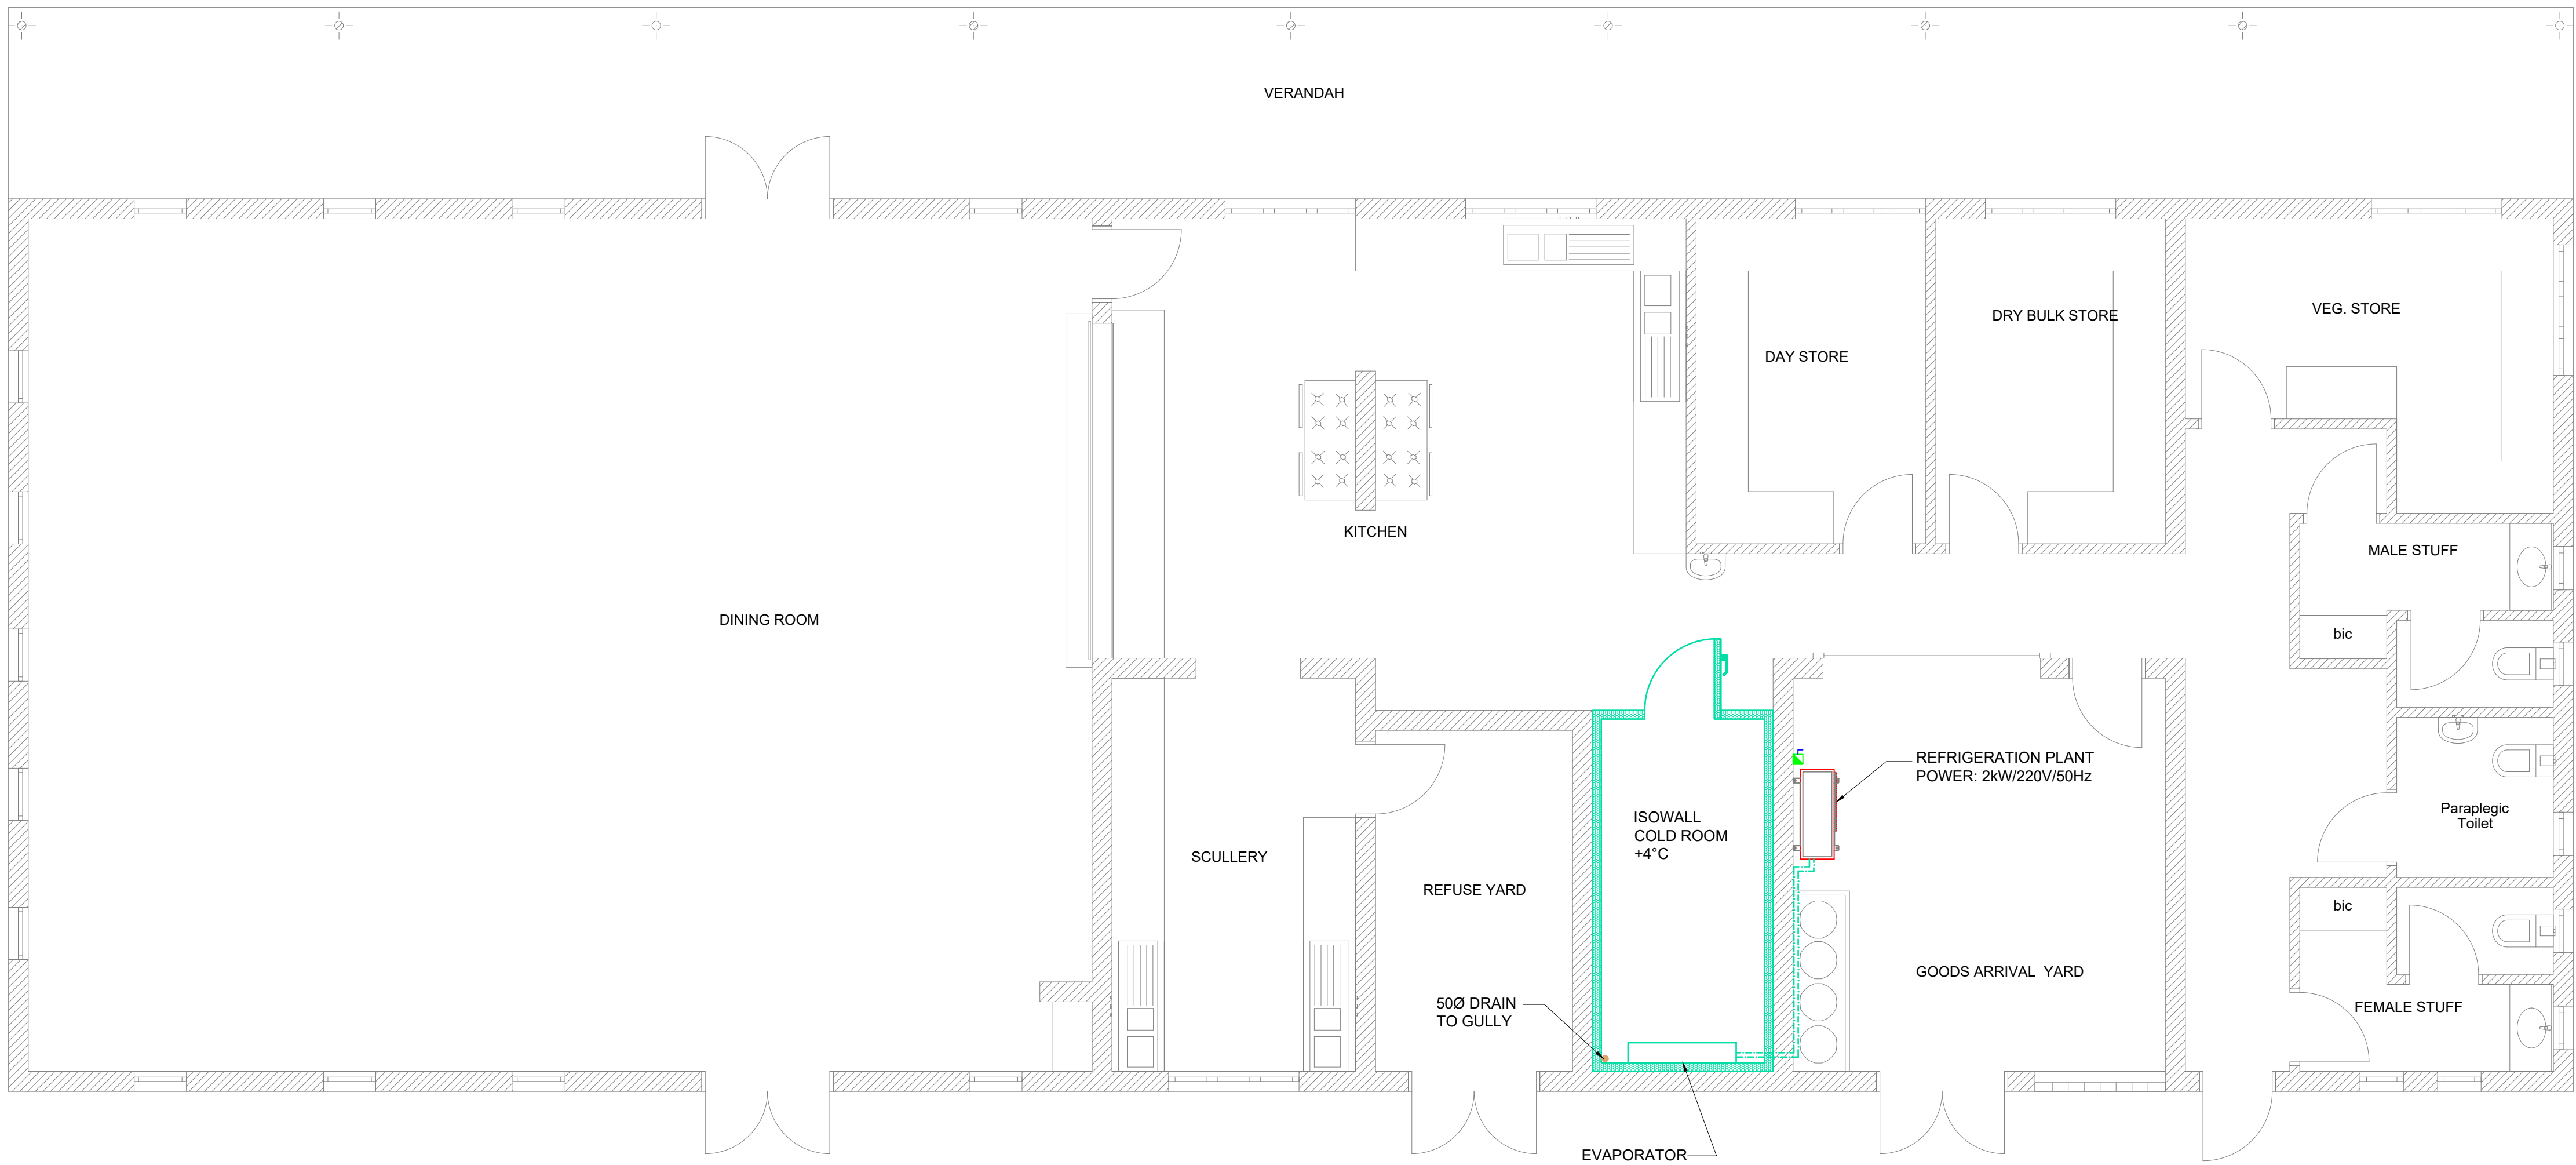 VERANDAH
VEG. STORE
DRY BULK STORE
DAY STORE
KITCHEN
MALE STUFF
DINING ROOM
bic
REFRIGERATION PLANT
POWER: 2kW/220V/50Hz
Paraplegic
Toilet
ISOWALL
COLD ROOM
+4°C
SCULLERY
REFUSE YARD
bic
GOODS ARRIVAL  YARD
50Ø DRAIN
TO GULLY
FEMALE STUFF
EVAPORATOR